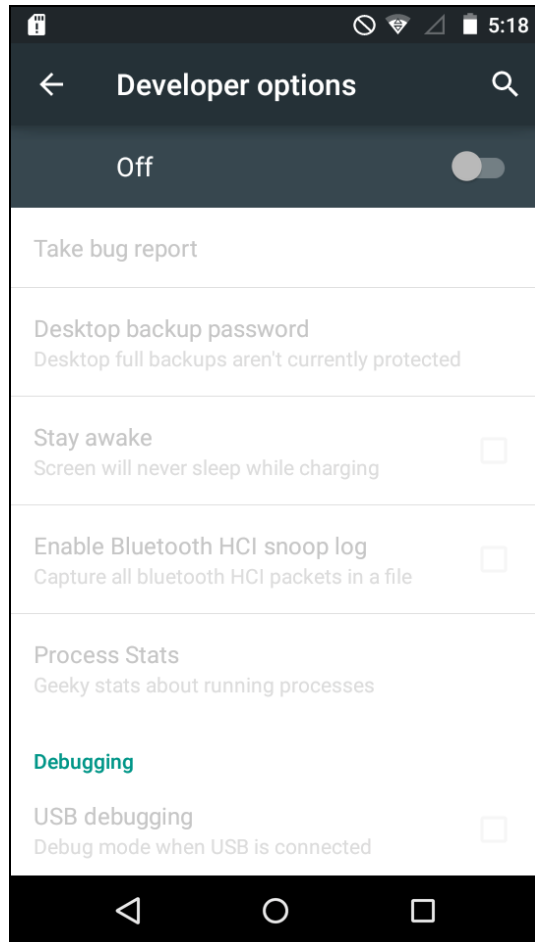 5:18
Developer options
Off
Take bug report
Desktop backup password
Desktop full backups aren't currently protected
Stay awake
Screen will never sleep while charging
Enable Bluetooth HCI snoop log
Capture all bluetooth HCI packets in a file
Process Stats
Geeky stats about running processes
Debugging
USB debugging
Debug mode when USB is connected